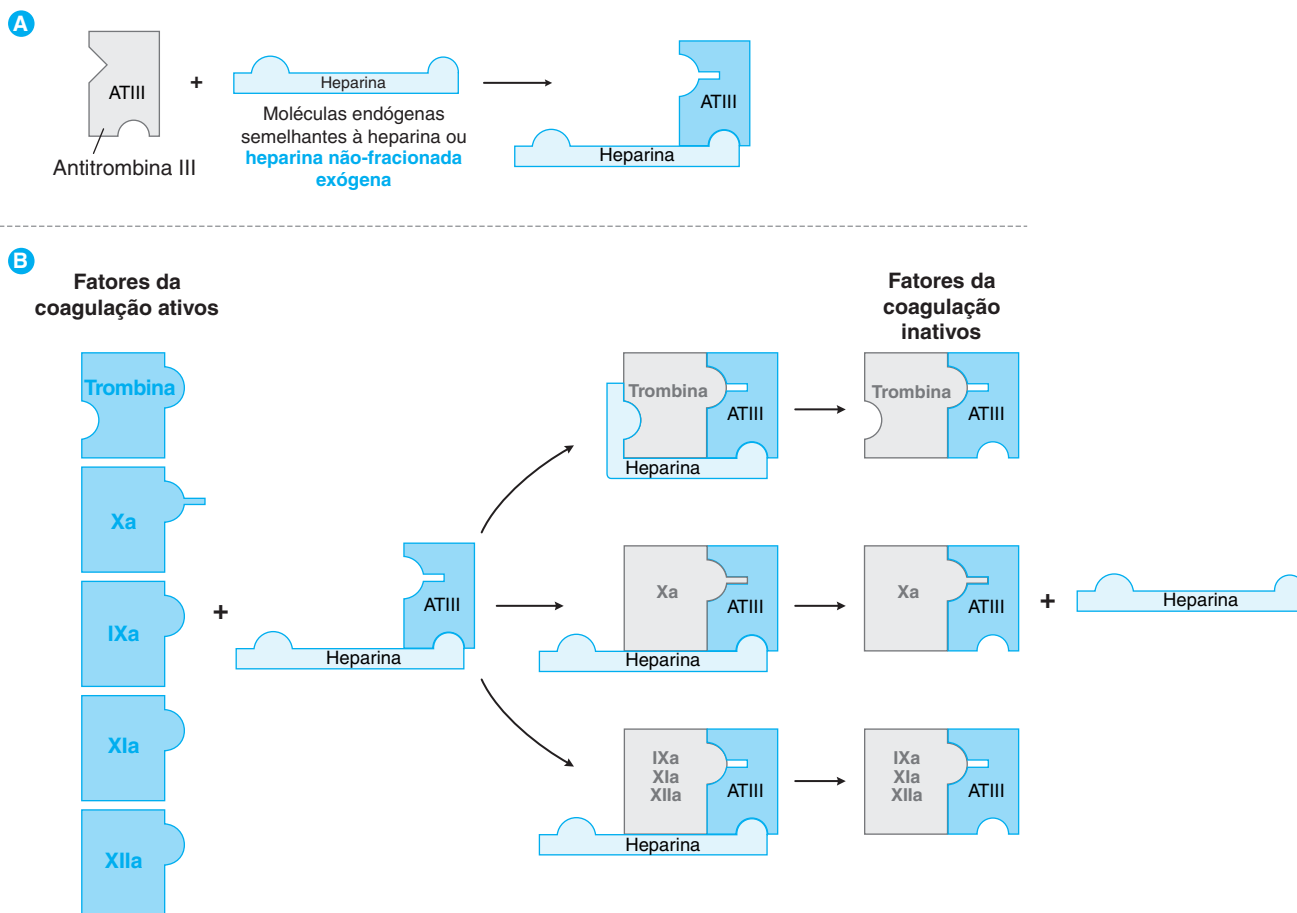 A
ATIII
Antitrombina III
+
Heparina
Moléculas endógenas
semelhantes à heparina ou
heparina não-fracionada
exógena
ATIII
Heparina
B
Fatores da
coagulação ativos
Trombina
Xa
IXa
XIa
XIIa
+
ATIII
Heparina
Trombina
ATIII
Heparina
Xa
ATIII
Heparina
IXa
XIa
XIIa
ATIII
Heparina
Fatores da
coagulação
inativos
Trombina
ATIII
Xa
ATIII
IXa
XIa
XIIa
ATIII
+
Heparina